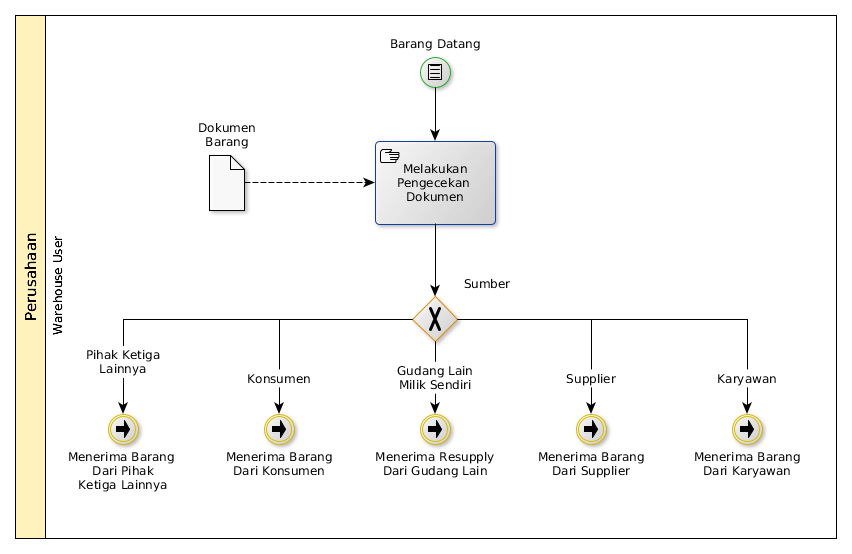 Barang Datang
Dokumen
Barang
Melakukan
Pengecekan
Dokumen
Perusahaan
Warehouse User
Sumber
Pihak Ketiga
Lainnya
Konsumen
Gudang Lain
Milik Sendiri
Supplier
Karyawan
Menerima Barang
Dari Pihak
Ketiga Lainnya
Menerima Barang
Dari Konsumen
Menerima Resupply
Dari Gudang Lain
Menerima Barang
Dari Supplier
Menerima Barang
Dari Karyawan